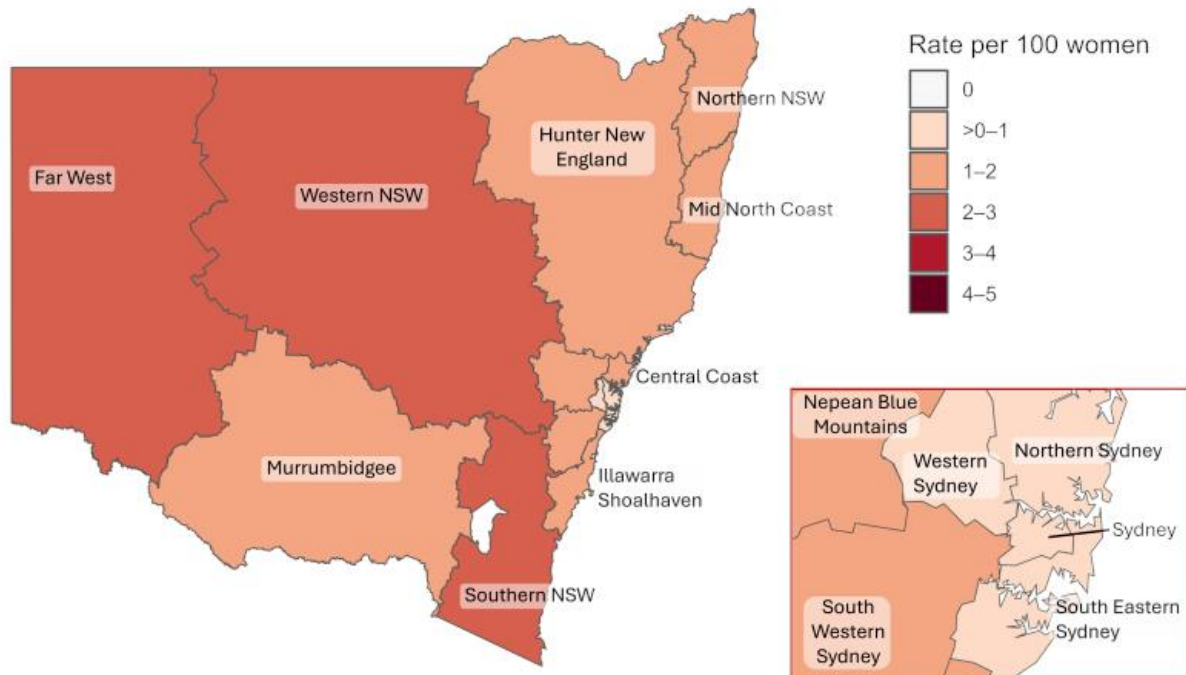 Rate per 100 women
0
>0–1
1–2
2–3
3–4
4–5
Northern NSW
Hunter New
England
Far West
Western NSW
Mid North Coast
Central Coast
Murrumbidgee
Illawarra
Shoalhaven
Southern NSW
Nepean Blue
Mountains
Western
Sydney
Northern Sydney
Sydney
South
Western
Sydney
South Eastern
Sydney